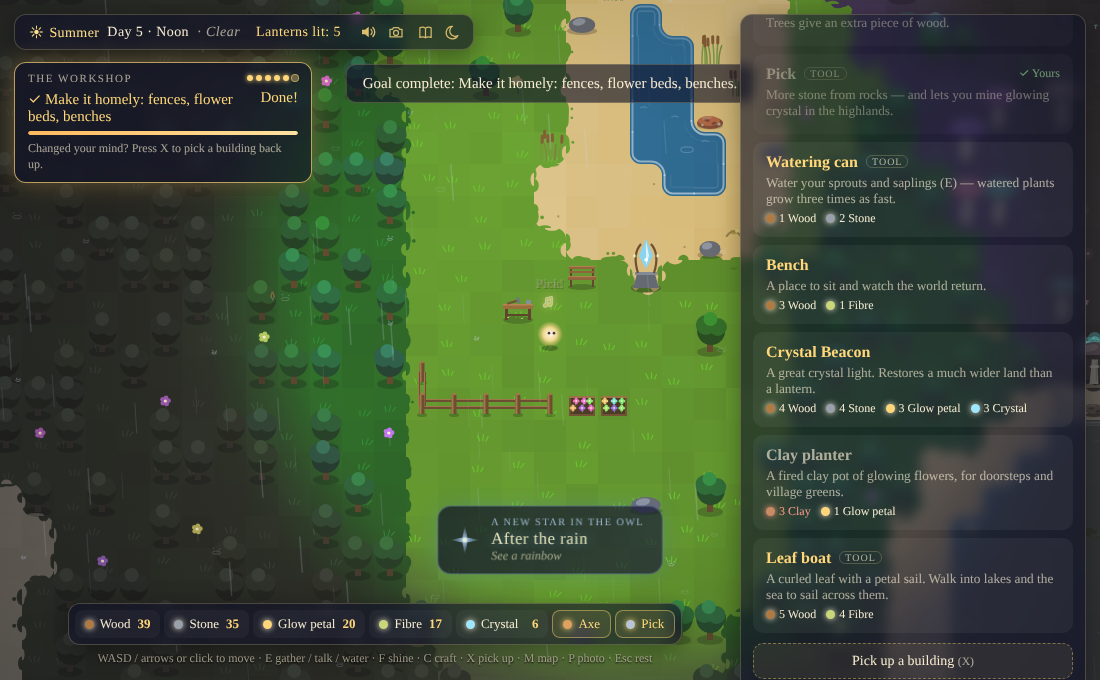 Summer Day 5 · Noon · Clear Lanterns lit: 5
THE WORKSHOP
✓ Make it homely: fences, flower beds, benches
Done!
Changed your mind? Press X to pick a building back up.
Goal complete: Make it homely: fences, flower beds, benches.
Trees give an extra piece of wood.
Pick TOOL ✓ Yours
More stone from rocks — and lets you mine glowing
crystal in the highlands.
Watering can TOOL
Water your sprouts and saplings (E) — watered plants
grow three times as fast.
1 Wood 2 Stone
Bench
A place to sit and watch the world return.
3 Wood 1 Fibre
Crystal Beacon
A great crystal light. Restores a much wider land than
a lantern.
4 Wood 4 Stone 3 Glow petal 3 Crystal
Clay planter
A fired clay pot of glowing flowers, for doorsteps and
village greens.
3 Clay 1 Glow petal
Leaf boat TOOL
A curled leaf with a petal sail. Walk into lakes and the
sea to sail across them.
5 Wood 4 Fibre
Pick up a building (X)
A NEW STAR IN THE OWL
After the rain
See a rainbow
Wood 39 Stone 35 Glow petal 20 Fibre 17 Crystal 6 Axe Pick
WASD / arrows or click to move · E gather / talk / water · F shine · C craft · X pick up · M map · P photo · Esc rest